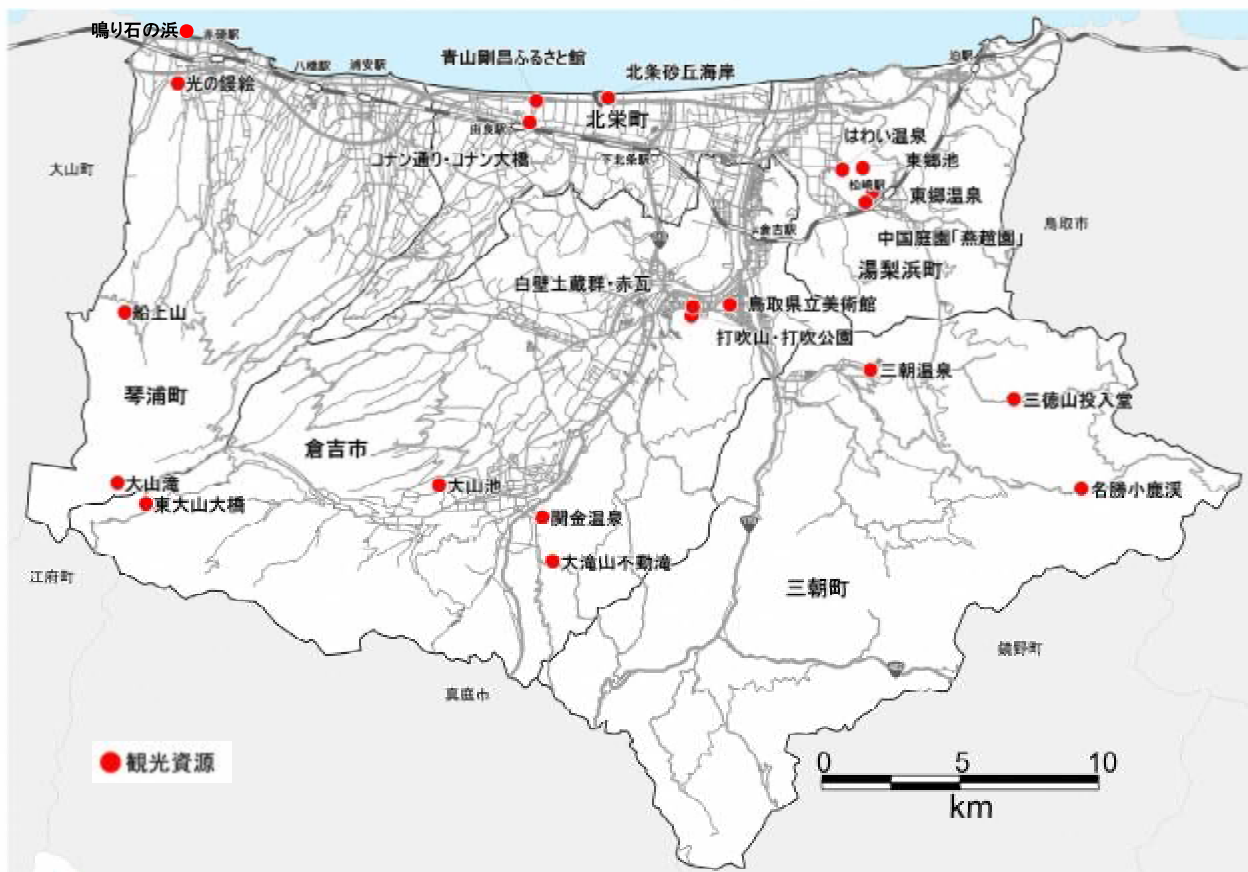 鳴り石の浜
赤碕駅
青山剛昌ふるさと館
北条砂丘海岸
泊駅
八橋駅
浦安駅
光の鏝絵
北栄町
由良駅
はわい温泉
コナン通り・コナン大橋
下北条駅
東郷池
大山町
松崎駅
東郷温泉
倉吉駅
鳥取市
中国庭園「燕趙園」
湯梨浜町
白壁土蔵群・赤瓦
船上山
鳥取県立美術館
打吹山・打吹公園
三朝温泉
琴浦町
三徳山投入堂
倉吉市
大山滝
大山池
名勝小鹿渓
東大山大橋
関金温泉
大滝山不動滝
江府町
三朝町
鏡野町
真庭市
観光資源
0 5 10
km